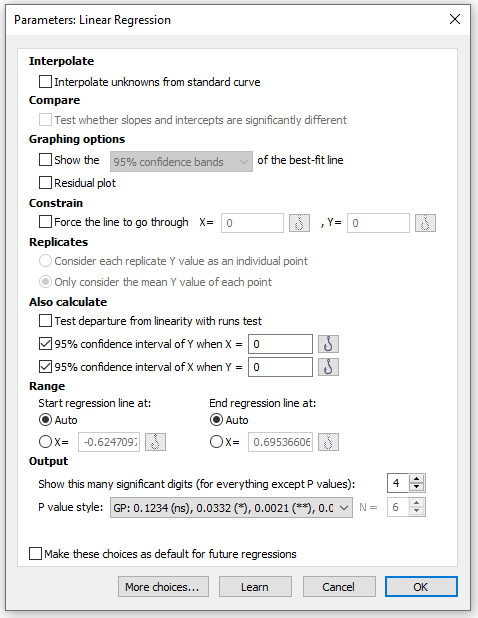 Parameters: Linear Regression
Interpolate
Interpolate unknowns from standard curve
Compare
Test whether slopes and intercepts are significantly different
Graphing options
Show the 95% confidence bands of the best-fit line
Residual plot
Constrain
Force the line to go through X= 0 , Y= 0
Replicates
Consider each replicate Y value as an individual point
Only consider the mean Y value of each point
Also calculate
Test departure from linearity with runs test
95% confidence interval of Y when X = 0
95% confidence interval of X when Y = 0
Range
Start regression line at: End regression line at:
Auto Auto
X= -0.6247097 X= 0.69536606
Output
Show this many significant digits (for everything except P values): 4
P value style: GP: 0.1234 (ns), 0.0332 (*), 0.0021 (**), 0.0 N = 6
Make these choices as default for future regressions
More choices... Learn Cancel OK